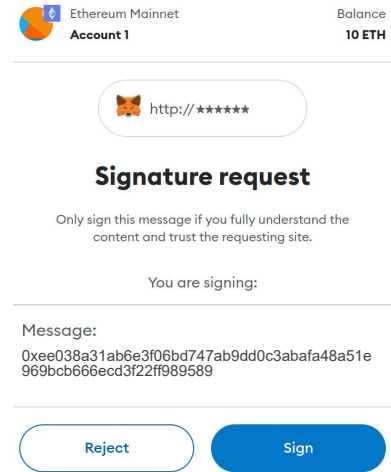 Ethereum Mainnet
Balance
Account 1
10 ETH
http://******
Signature request
Only sign this message if you fully understand the
content and trust the requesting site.
You are signing:
Message:
0xee038a31ab6e3f06bd747ab9dd0c3abafa48a51e
969bcb666ecd3f22ff989589
Reject
Sign